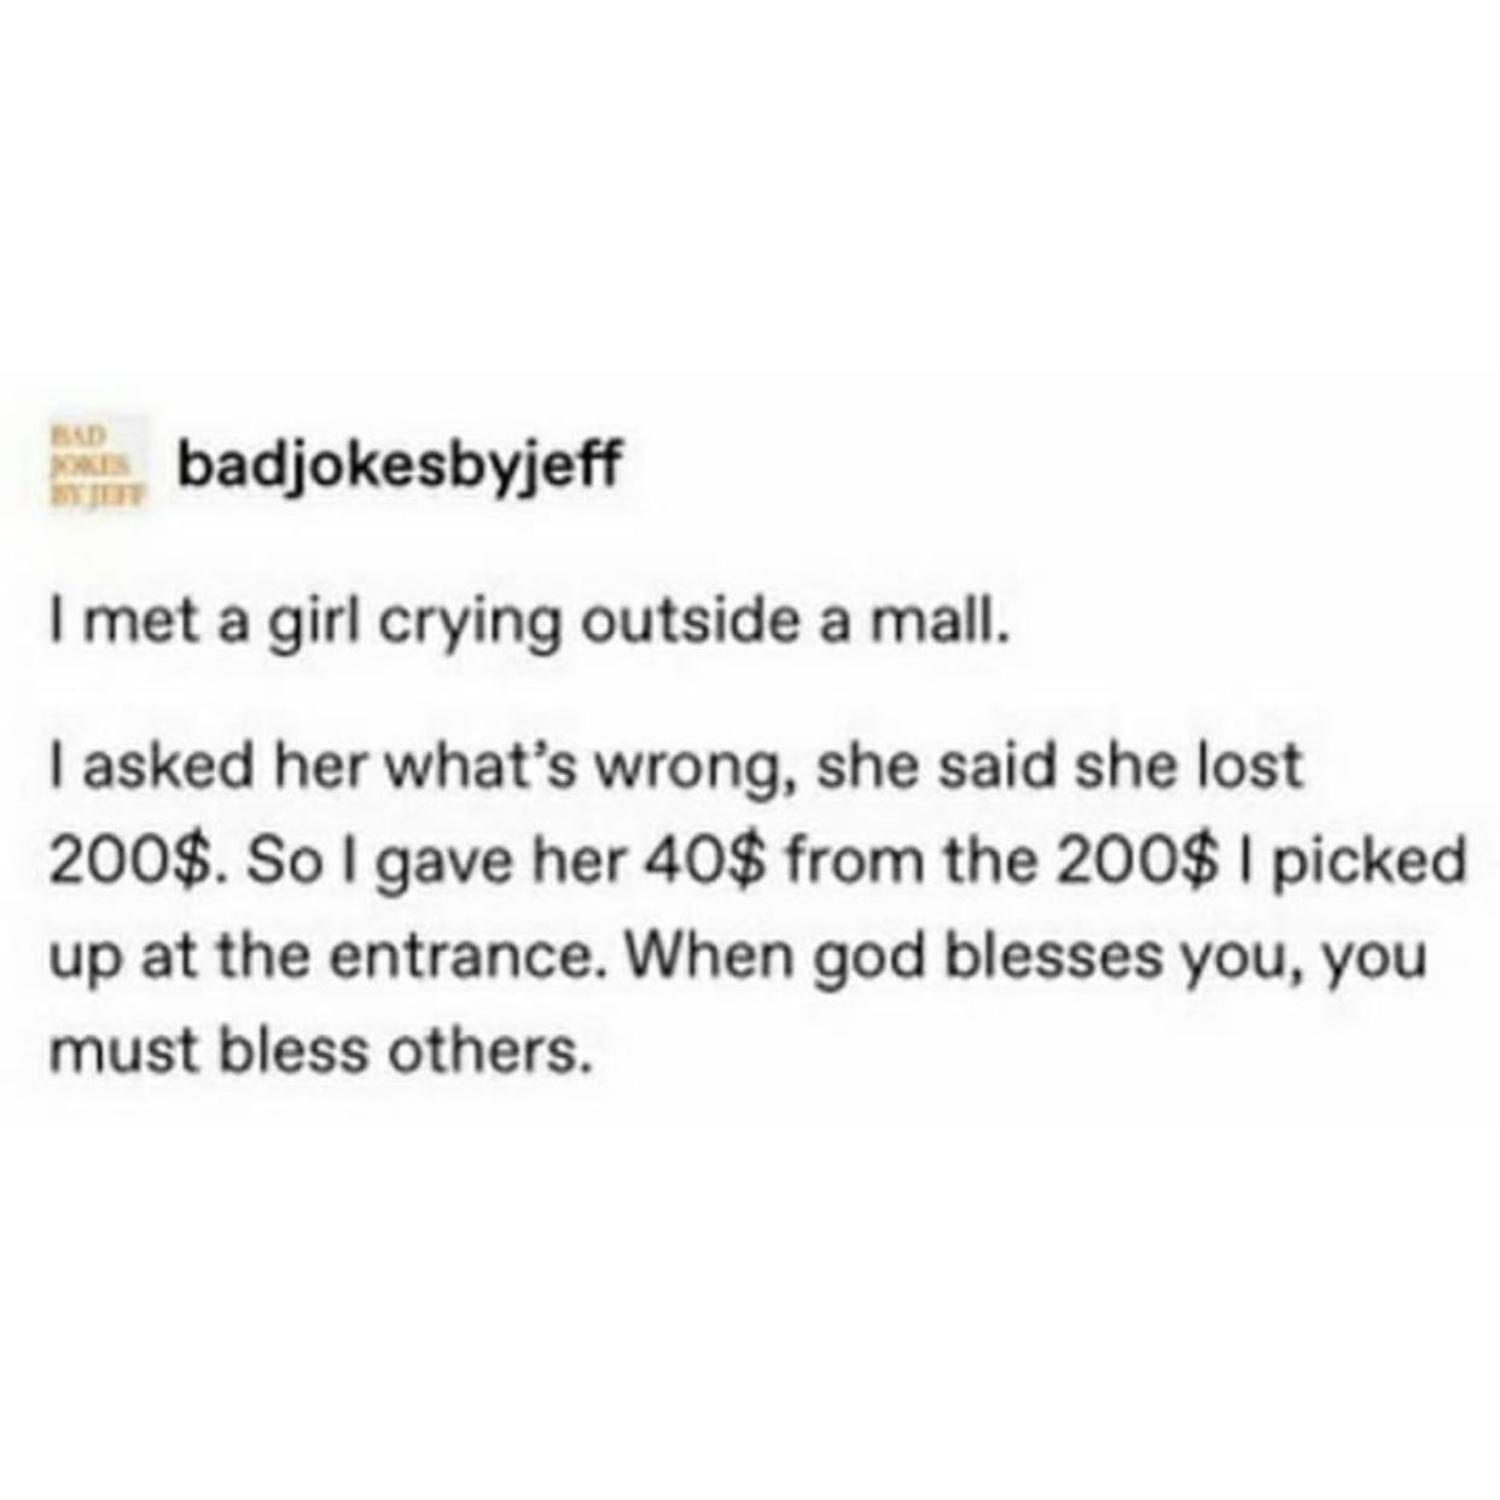 BAD
JOKES
BY JEFF
badjokesbyjeff
I met a girl crying outside a mall.
I asked her what's wrong, she said she lost
200$. So I gave her 40$ from the 200$ I picked
up at the entrance. When god blesses you, you
must bless others.